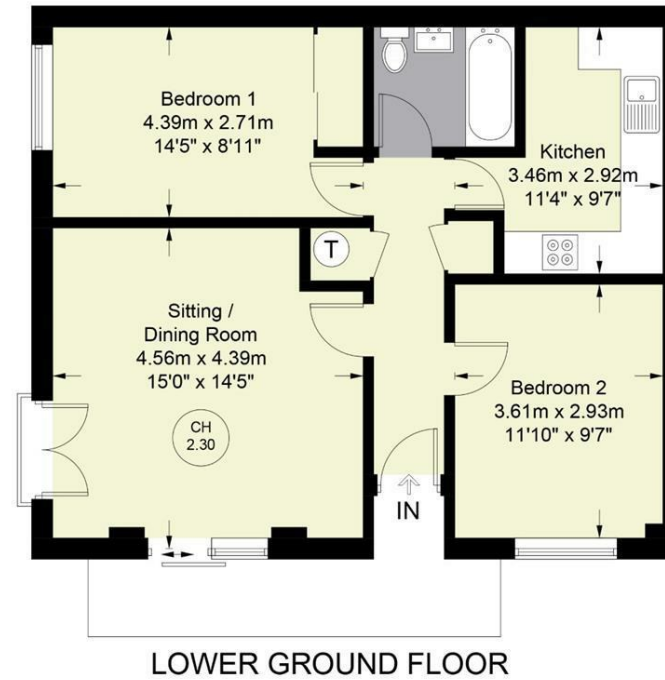 Bedroom 1
4.39m x 2.71m
14'5" x 8'11"
Kitchen
3.46m x 2.92m
11'4" x 9'7"
T
Sitting /
Dining Room
4.56m x 4.39m
15'0" x 14'5"
CH
2.30
Bedroom 2
3.61m x 2.93m
11'10" x 9'7"
IN
LOWER GROUND FLOOR